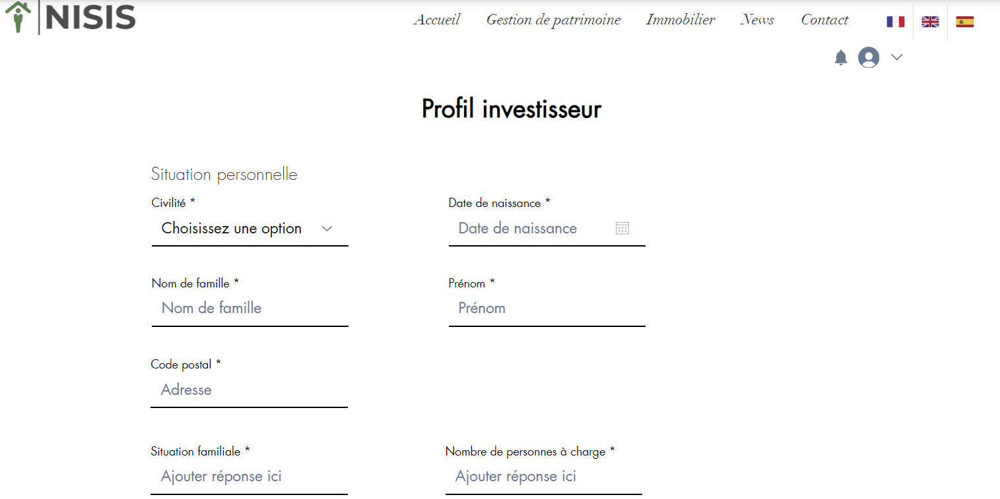 NISIS
Accueil Gestion de patrimoine Immobilier News Contact
Profil investisseur
Situation personnelle
Civilité * Date de naissance *
Choisissez une option Date de naissance
Nom de famille * Prénom *
Nom de famille Prénom
Code postal *
Adresse
Situation familiale * Nombre de personnes à charge *
Ajouter réponse ici Ajouter réponse ici